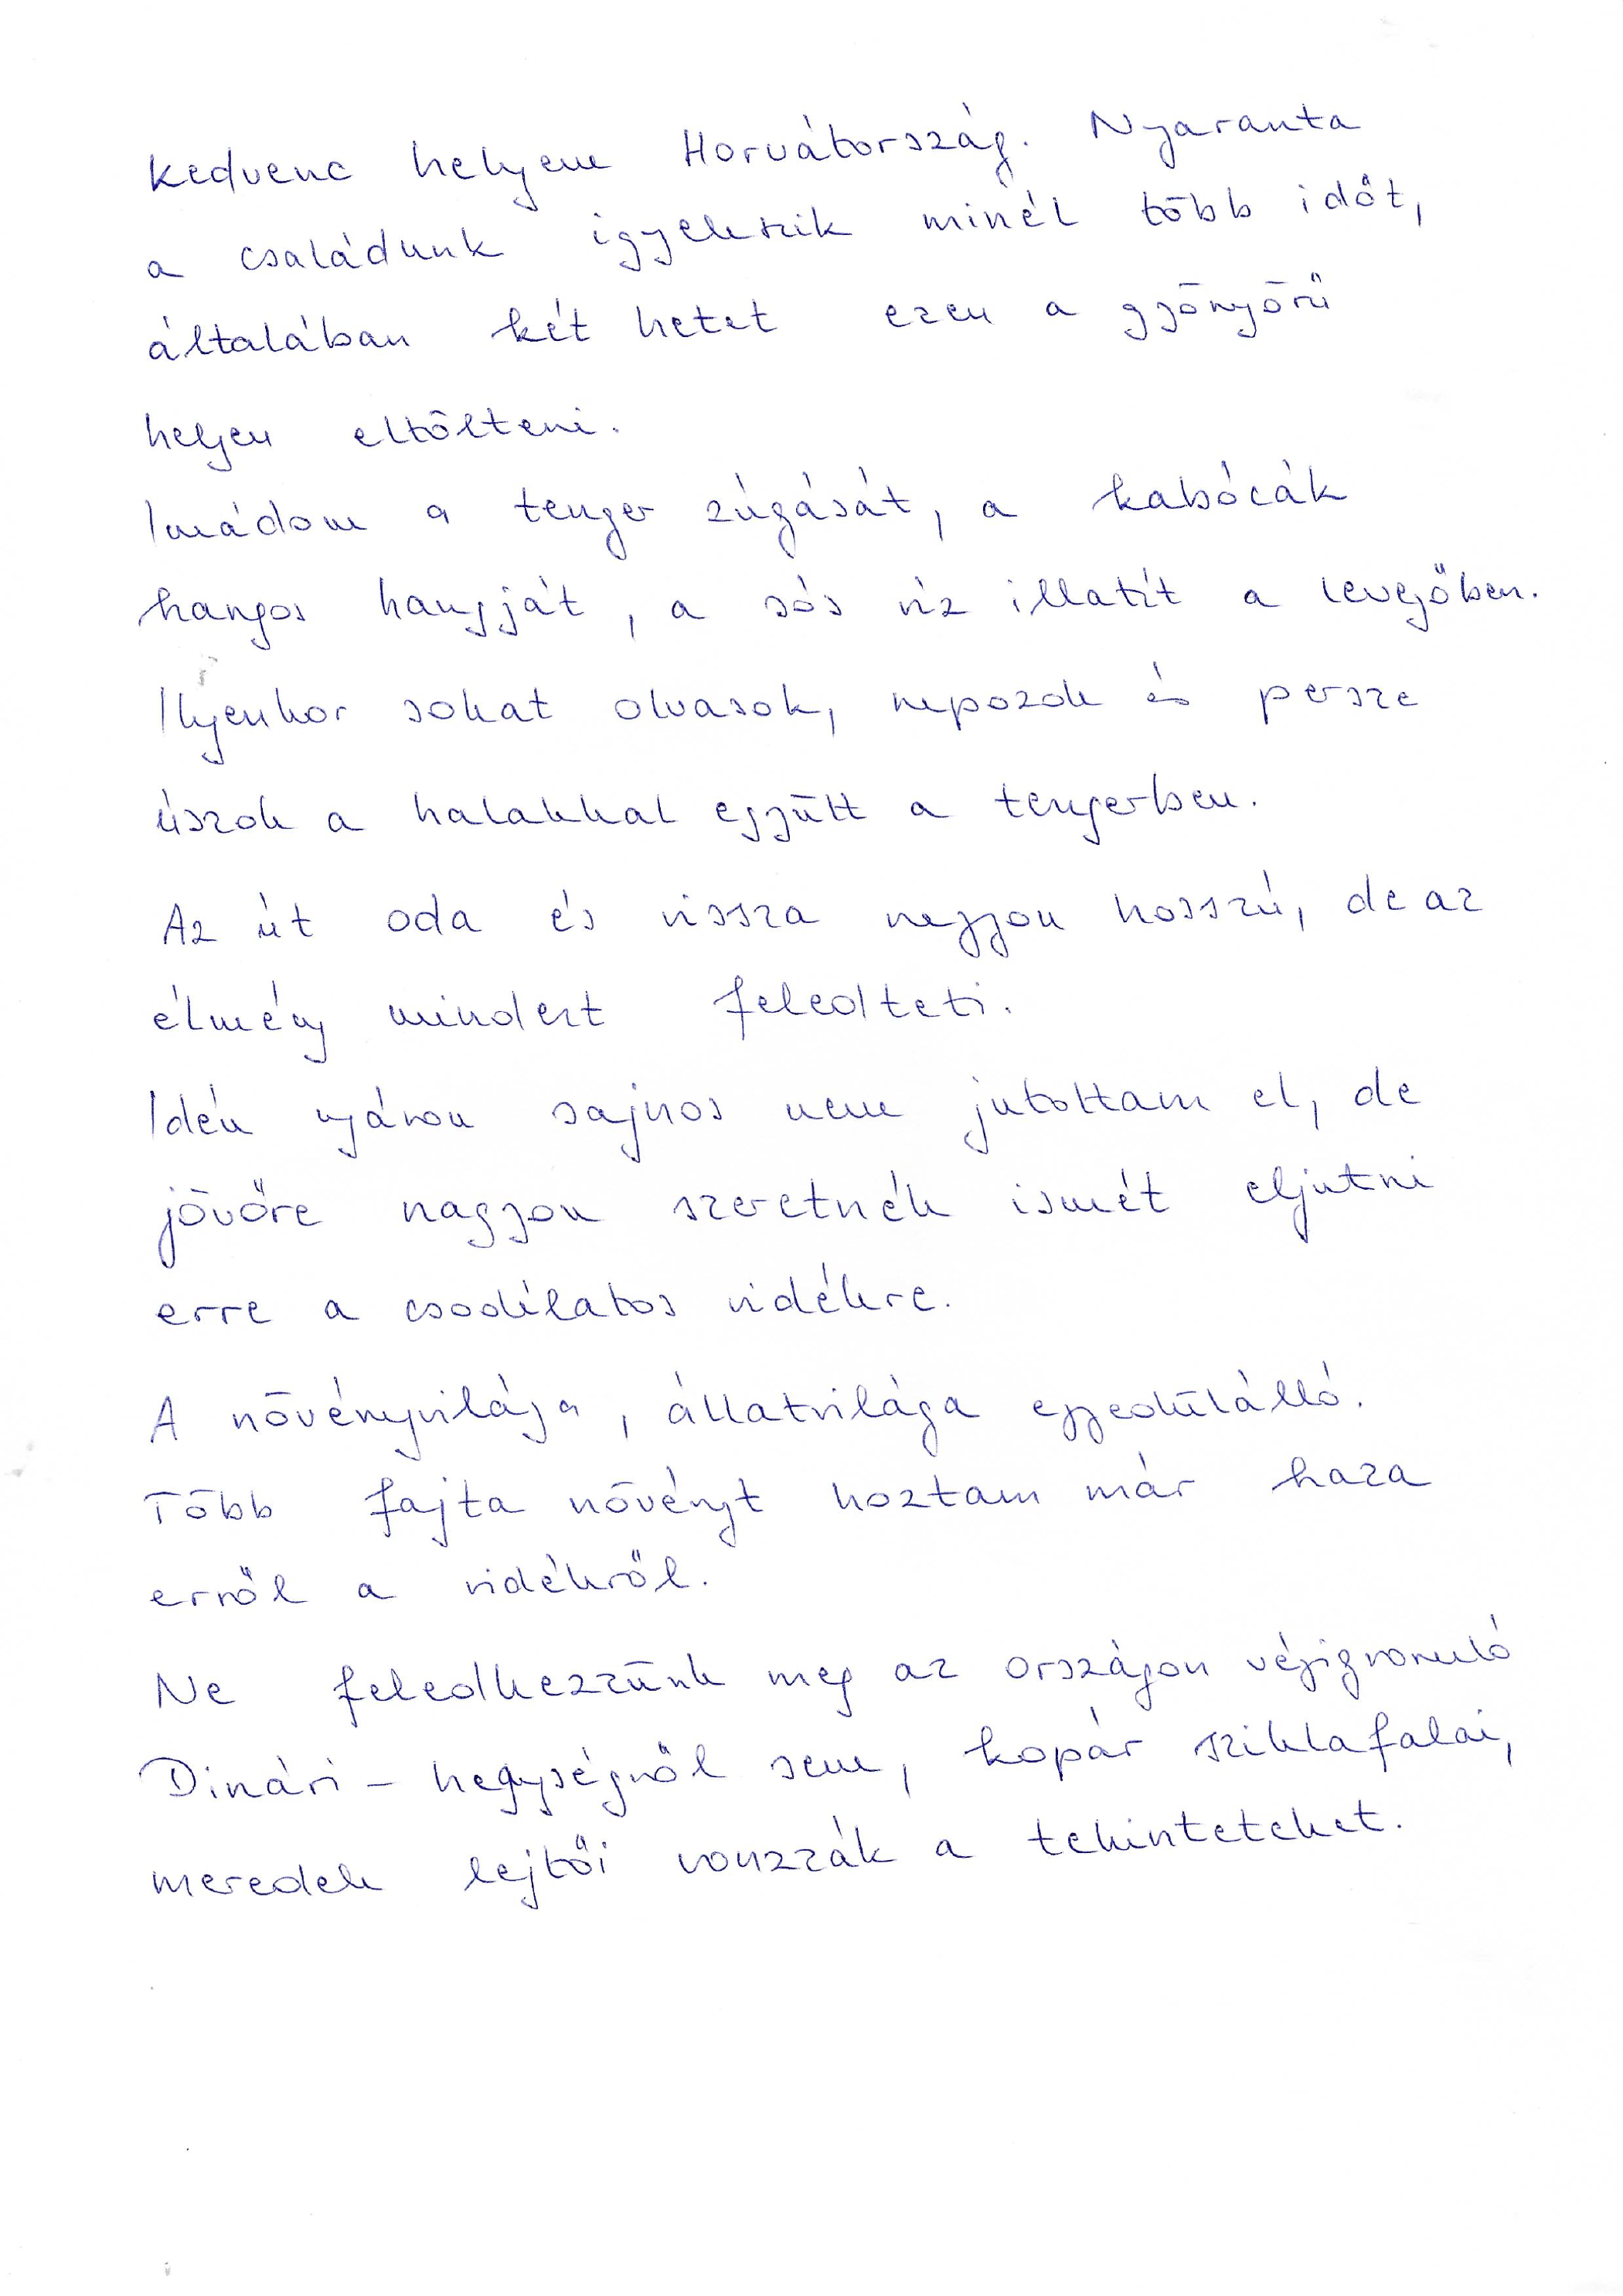 Kedvenc helyem Horvátország. Nyaranta
a családunk igyekszik minél több időt,
általában két hetet ezen a gyönyörű
helyen eltölteni.
Imádom a tenger zúgását, a kabócák
hangos hangját, a sós víz illatát a levegőben.
Ilyenkor sokat olvasok, napozok és persze
úszok a halakkal együtt a tengerben.
Az út oda és vissza nagyon hosszú, de az
élmény mindezt feledteti.
Idén nyáron sajnos nem jutottam el, de
jövőre nagyon szeretnék ismét eljutni
erre a csodálatos vidékre.
A növényvilága, állatvilága egyedülálló.
Több fajta növényt hoztam már haza
erről a vidékről.
Ne feledkezzünk meg az országon végigvonuló
Dinári - hegységről sem, kopár sziklafalai,
meredek lejtői vonzzák a tekinteteket.